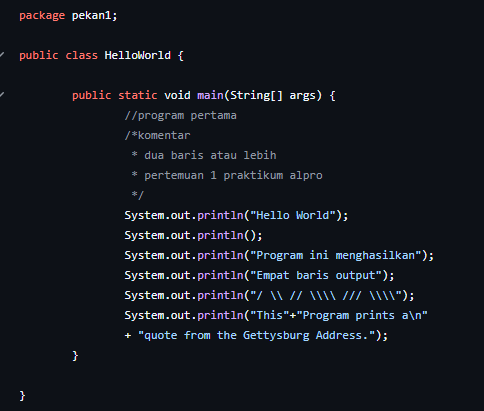 package pekan1;
public class HelloWorld {
public static void main(String[] args) {
//program pertama
/*komentar
* dua baris atau lebih
* pertemuan 1 praktikum alpro
*/
System.out.println("Hello World");
System.out.println();
System.out.println("Program ini menghasilkan");
System.out.println("Empat baris output");
System.out.println("/ \\ // \\\\ /// \\\\");
System.out.println("This"+"Program prints a\n"
+ "quote from the Gettysburg Address.");
}
}